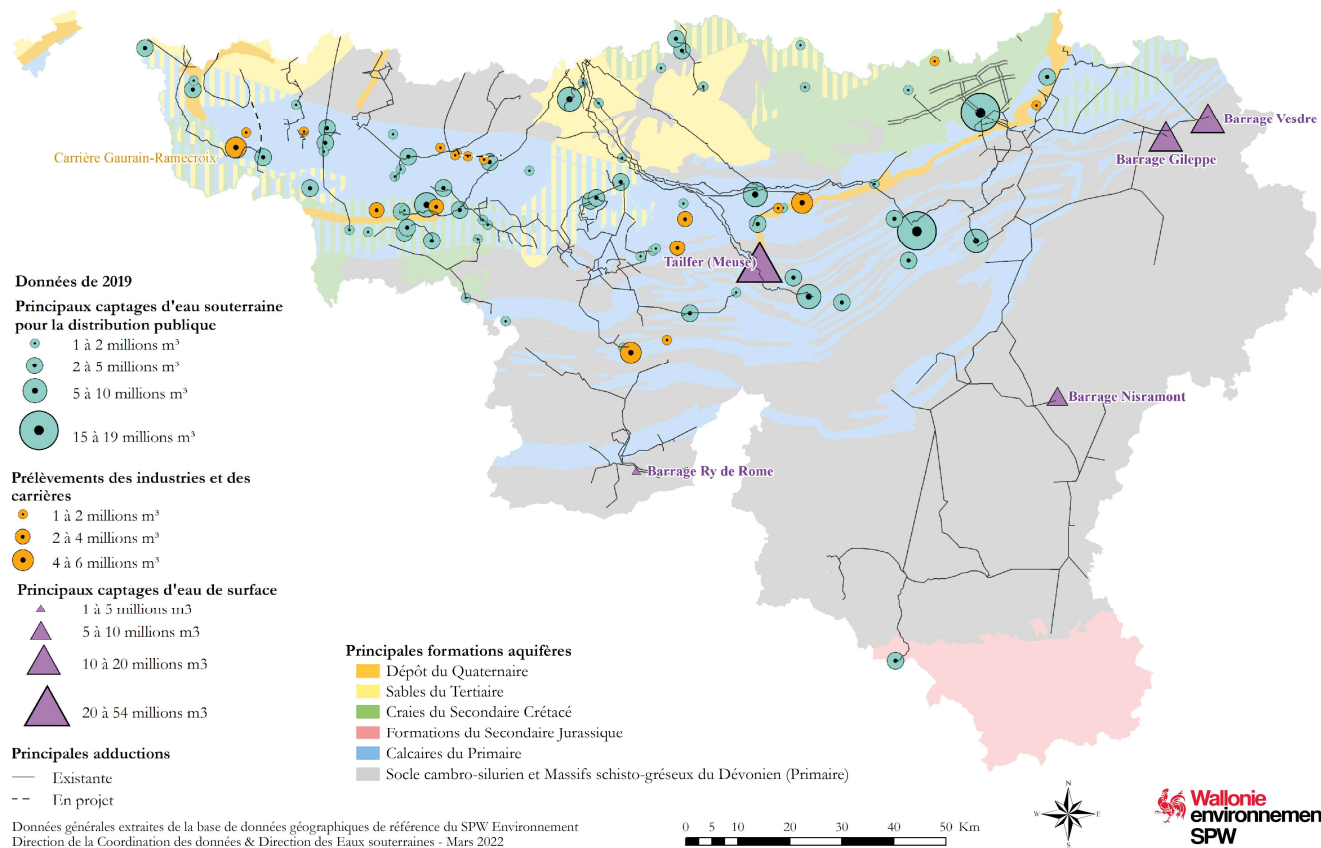 Carrière Gaurain-Ramecroix
Barrage Vesdre
Barrage Gileppe
Tailfer (Meuse)
Barrage Nisramont
Barrage Ry de Rome
Données de 2019
Principaux captages d'eau souterraine
pour la distribution publique
1 à 2 millions m³
2 à 5 millions m³
5 à 10 millions m³
15 à 19 millions m³
Prélèvements des industries et des
carrières
1 à 2 millions m³
2 à 4 millions m³
4 à 6 millions m³
Principaux captages d'eau de surface
1 à 5 millions m3
5 à 10 millions m3
10 à 20 millions m3
20 à 54 millions m3
Principales adductions
Existante
En projet
Principales formations aquifères
Dépôt du Quaternaire
Sables du Tertiaire
Craies du Secondaire Crétacé
Formations du Secondaire Jurassique
Calcaires du Primaire
Socle cambro-silurien et Massifs schisto-gréseux du Dévonien (Primaire)
Données générales extraites de la base de données géographiques de référence du SPW Environnement
Direction de la Coordination des données & Direction des Eaux souterraines - Mars 2022
0 5 10 20 30 40 50 Km
N
W E
S
Wallonie
environnemen
SPW